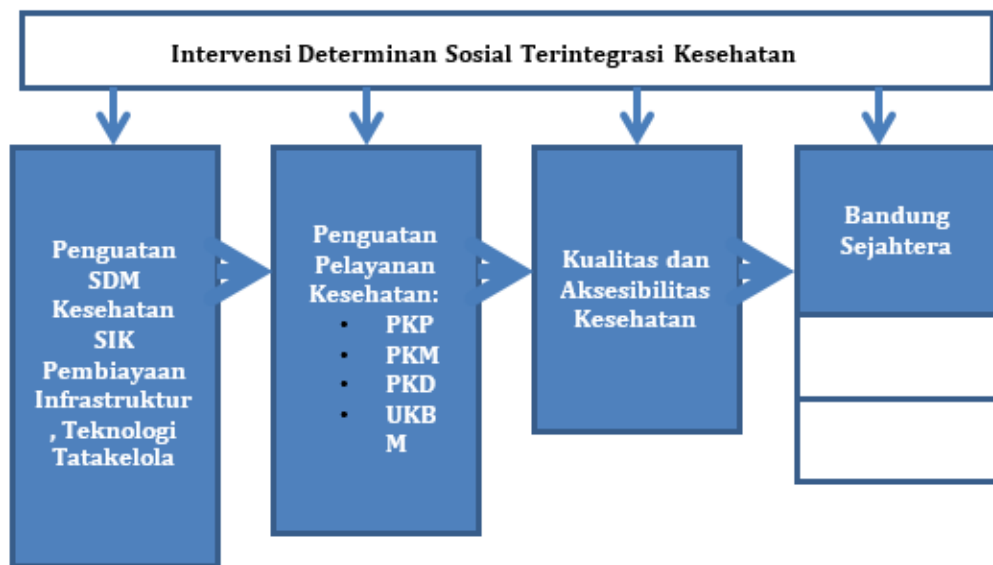 Intervensi Determinan Sosial Terintegrasi Kesehatan
Penguatan
SDM
Kesehatan
SIK
Pembiayaan
Infrastruktur
, Teknologi
Tatakelola
Penguatan
Pelayanan
Kesehatan:
• PKP
• PKM
• PKD
• UKB
M
Kualitas dan
Aksesibilitas
Kesehatan
Bandung
Sejahtera